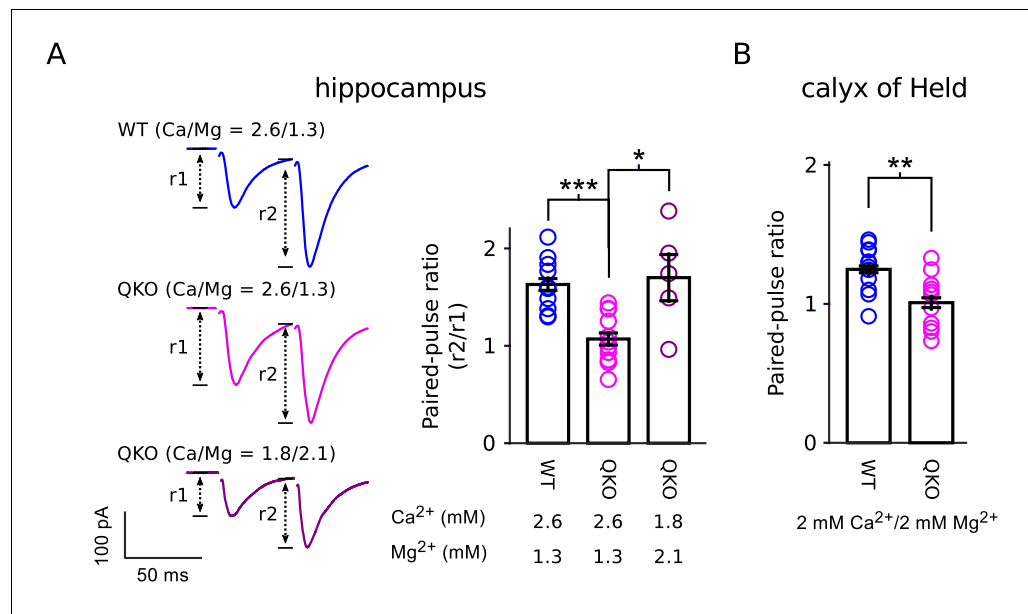 A
B
hippocampus
calyx of Held
WT (Ca/Mg = 2.6/1.3)
r1
r2
QKO (Ca/Mg = 2.6/1.3)
r1
r2
QKO (Ca/Mg = 1.8/2.1)
r1
r2
100 pA
50 ms
Paired-pulse ratio
(r2/r1)
2
1
0
***
*
WT
QKO
QKO
Ca²⁺ (mM) 2.6 2.6 1.8
Mg²⁺ (mM) 1.3 1.3 2.1
Paired-pulse ratio
2
1
0
**
WT
QKO
2 mM Ca²⁺/2 mM Mg²⁺